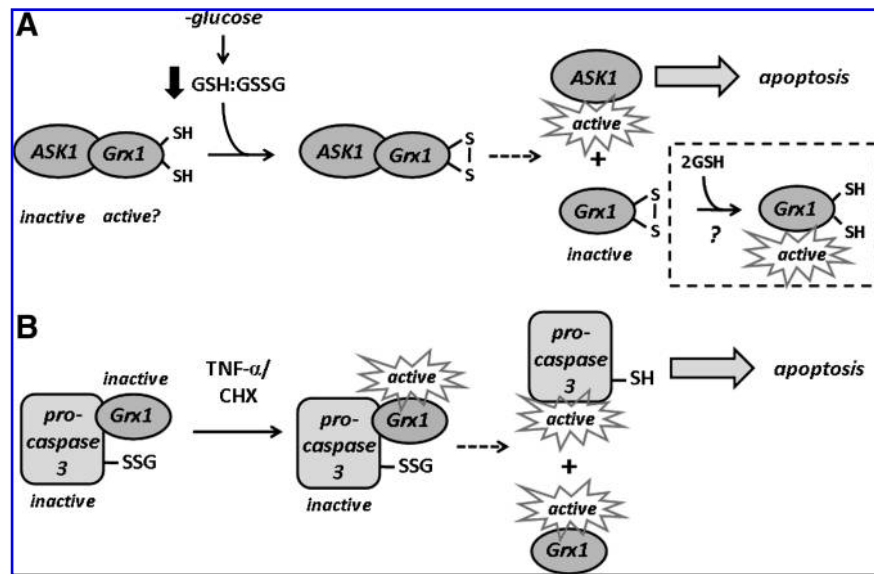 A
-glucose
GSH:GSSG
ASK1
Grx1
SH
SH
inactive
active?
ASK1
Grx1
S
S
ASK1
active
apoptosis
+
Grx1
S
S
inactive
2GSH
?
Grx1
SH
SH
active
B
inactive
pro-
caspase
3
Grx1
SSG
inactive
TNF-α/
CHX
active
pro-
caspase
3
Grx1
SSG
inactive
pro-
caspase
3
SH
active
apoptosis
+
active
Grx1